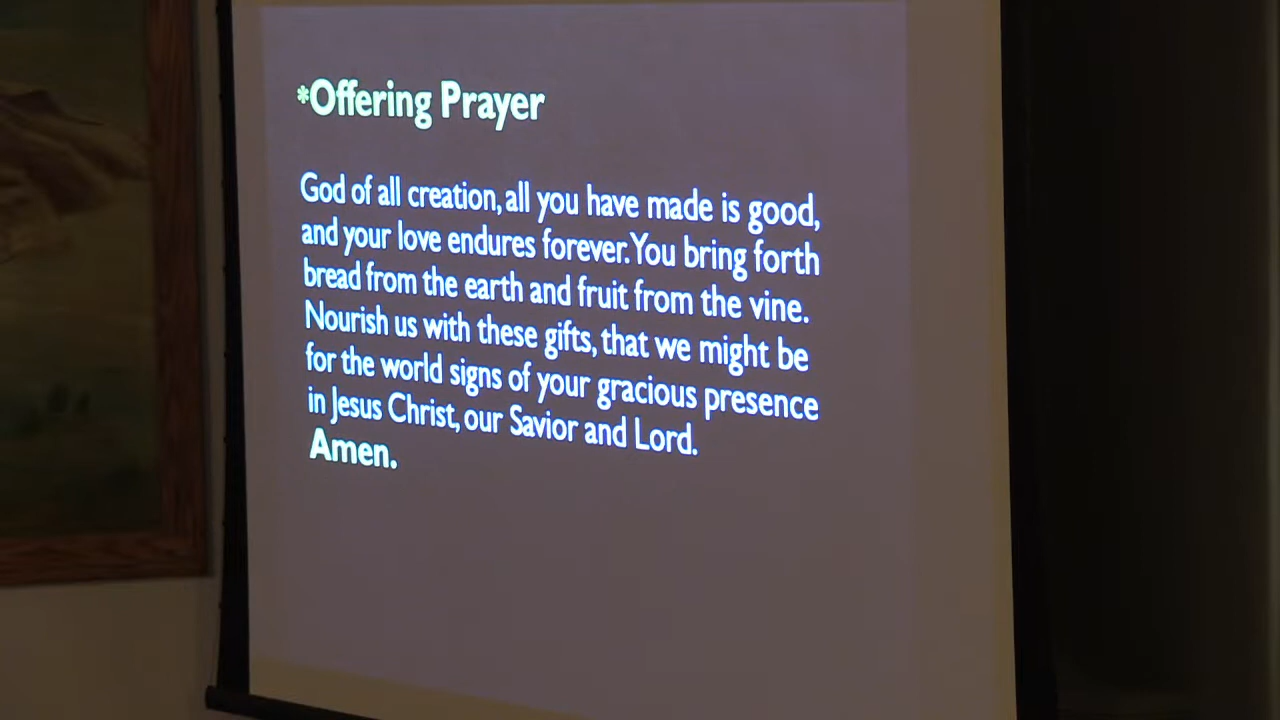 *Offering Prayer
God of all creation, all you have made is good,
and your love endures forever. You bring forth
bread from the earth and fruit from the vine.
Nourish us with these gifts, that we might be
for the world signs of your gracious presence
in Jesus Christ, our Savior and Lord.
Amen.